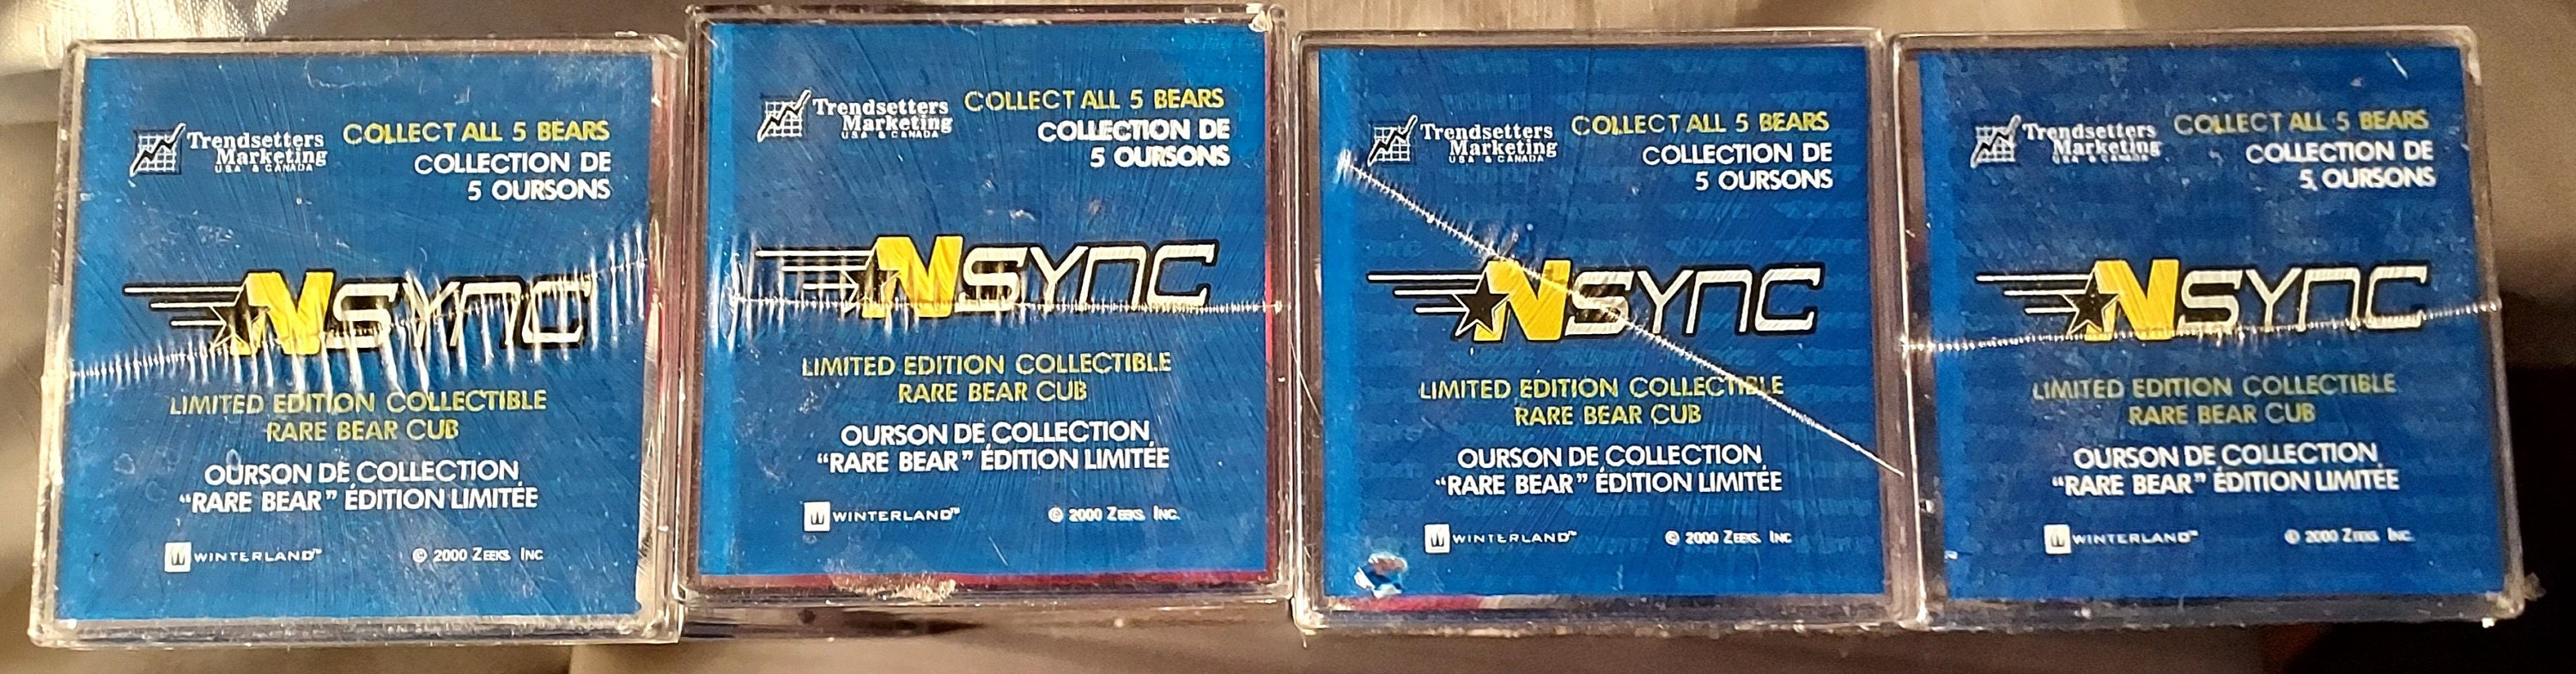 Trendsetters
Marketing
USA & CANADA
COLLECT ALL 5 BEARS
COLLECTION DE
5 OURSONS
NSYNC
LIMITED EDITION COLLECTIBLE
RARE BEAR CUB
OURSON DE COLLECTION
"RARE BEAR" ÉDITION LIMITÉE
WINTERLAND™
© 2000 ZEEKS, INC
Trendsetters
Marketing
USA & CANADA
COLLECT ALL 5 BEARS
COLLECTION DE
5 OURSONS
NSYNC
LIMITED EDITION COLLECTIBLE
RARE BEAR CUB
OURSON DE COLLECTION
"RARE BEAR" ÉDITION LIMITÉE
WINTERLAND™
© 2000 ZEEKS, INC.
Trendsetters
Marketing
USA & CANADA
COLLECT ALL 5 BEARS
COLLECTION DE
5 OURSONS
NSYNC
LIMITED EDITION COLLECTIBLE
RARE BEAR CUB
OURSON DE COLLECTION
"RARE BEAR" ÉDITION LIMITÉE
WINTERLAND™
© 2000 ZEEKS, INC
Trendsetters
Marketing
USA & CANADA
COLLECT ALL 5 BEARS
COLLECTION DE
5 OURSONS
NSYNC
LIMITED EDITION COLLECTIBLE
RARE BEAR CUB
OURSON DE COLLECTION
"RARE BEAR" ÉDITION LIMITÉE
WINTERLAND™
© 2000 ZEEKS, INC.